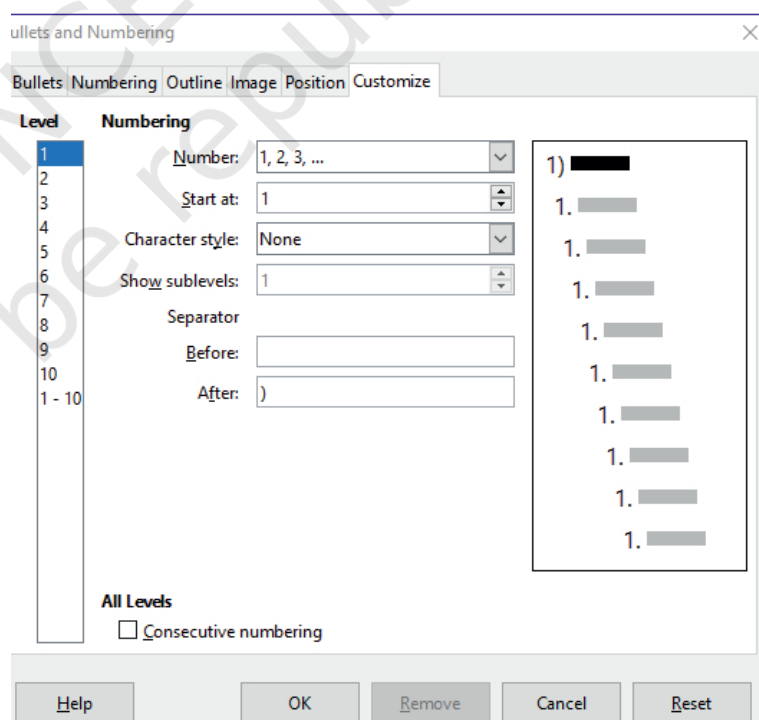 ullets and Numbering
Bullets Numbering Outline Image Position Customize
Level Numbering
1
2
3
4
5
6
7
8
9
10
1 - 10
Number: 1, 2, 3, ...
Start at: 1
Character style: None
Show sublevels: 1
Separator
Before:
After: )
1)
1.
1.
1.
1.
1.
1.
1.
1.
1.
All Levels
Consecutive numbering
Help OK Remove Cancel Reset
be republ